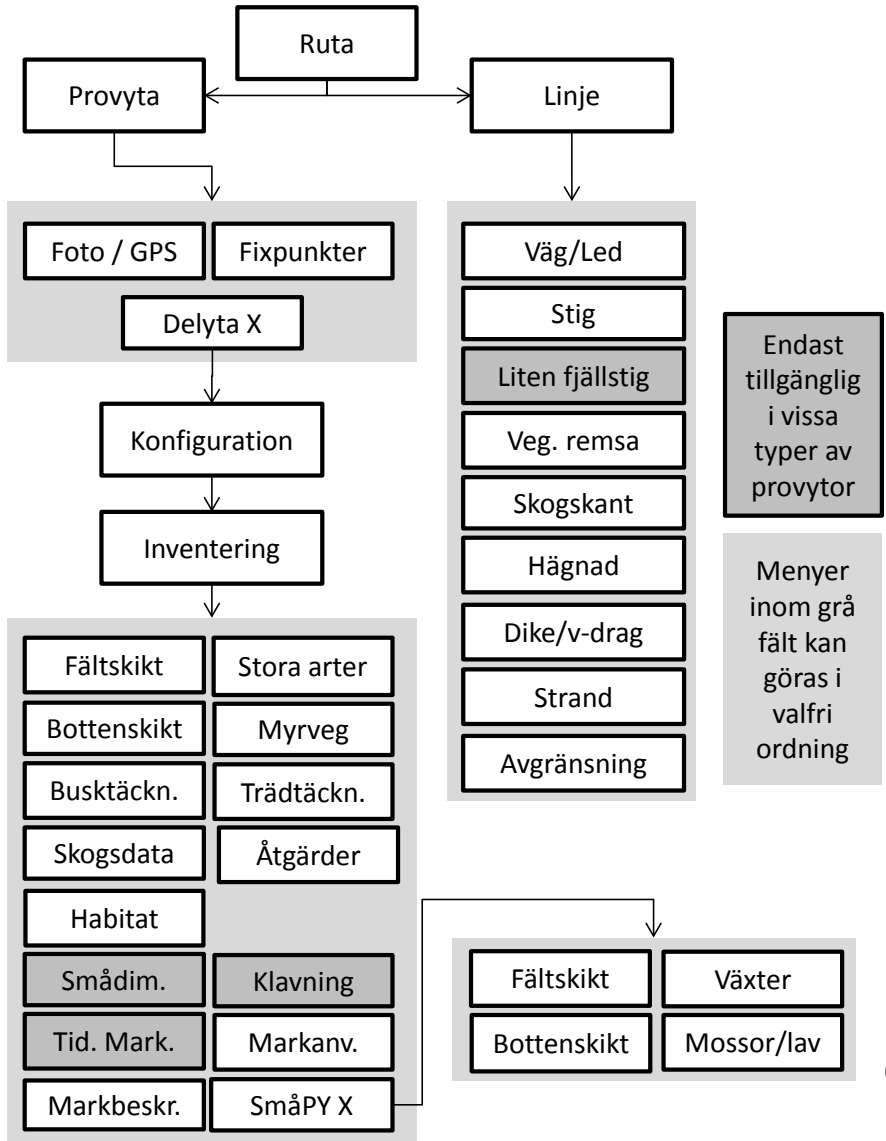 Ruta
Provyta
Linje
Foto / GPS
Fixpunkter
Delyta X
Konfiguration
Inventering
Fältskikt
Stora arter
Bottenskikt
Myrveg
Busktäckn.
Trädtäckn.
Skogsdata
Åtgärder
Habitat
Smådim.
Klavning
Tid. Mark.
Markanv.
Markbeskr.
SmåPY X
Väg/Led
Stig
Liten fjällstig
Veg. remsa
Skogskant
Hägnad
Dike/v-drag
Strand
Avgränsning
Endast
tillgänglig
i vissa
typer av
provytor
Menyer
inom grå
fält kan
göras i
valfri
ordning
Fältskikt
Växter
Bottenskikt
Mossor/lav